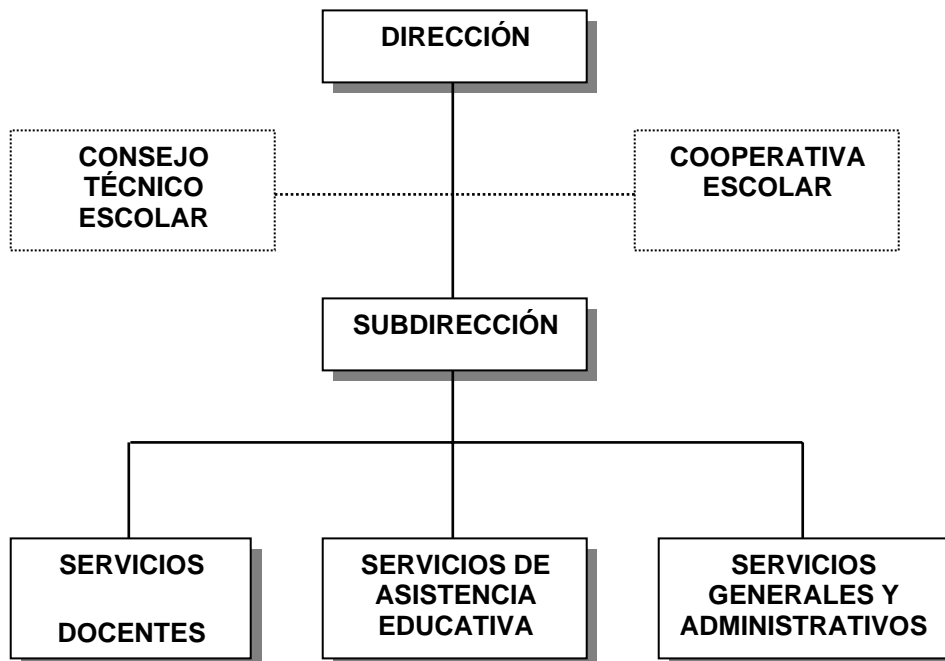 DIRECCIÓN
CONSEJO
TÉCNICO
ESCOLAR
COOPERATIVA
ESCOLAR
SUBDIRECCIÓN
SERVICIOS
DOCENTES
SERVICIOS DE
ASISTENCIA
EDUCATIVA
SERVICIOS
GENERALES Y
ADMINISTRATIVOS